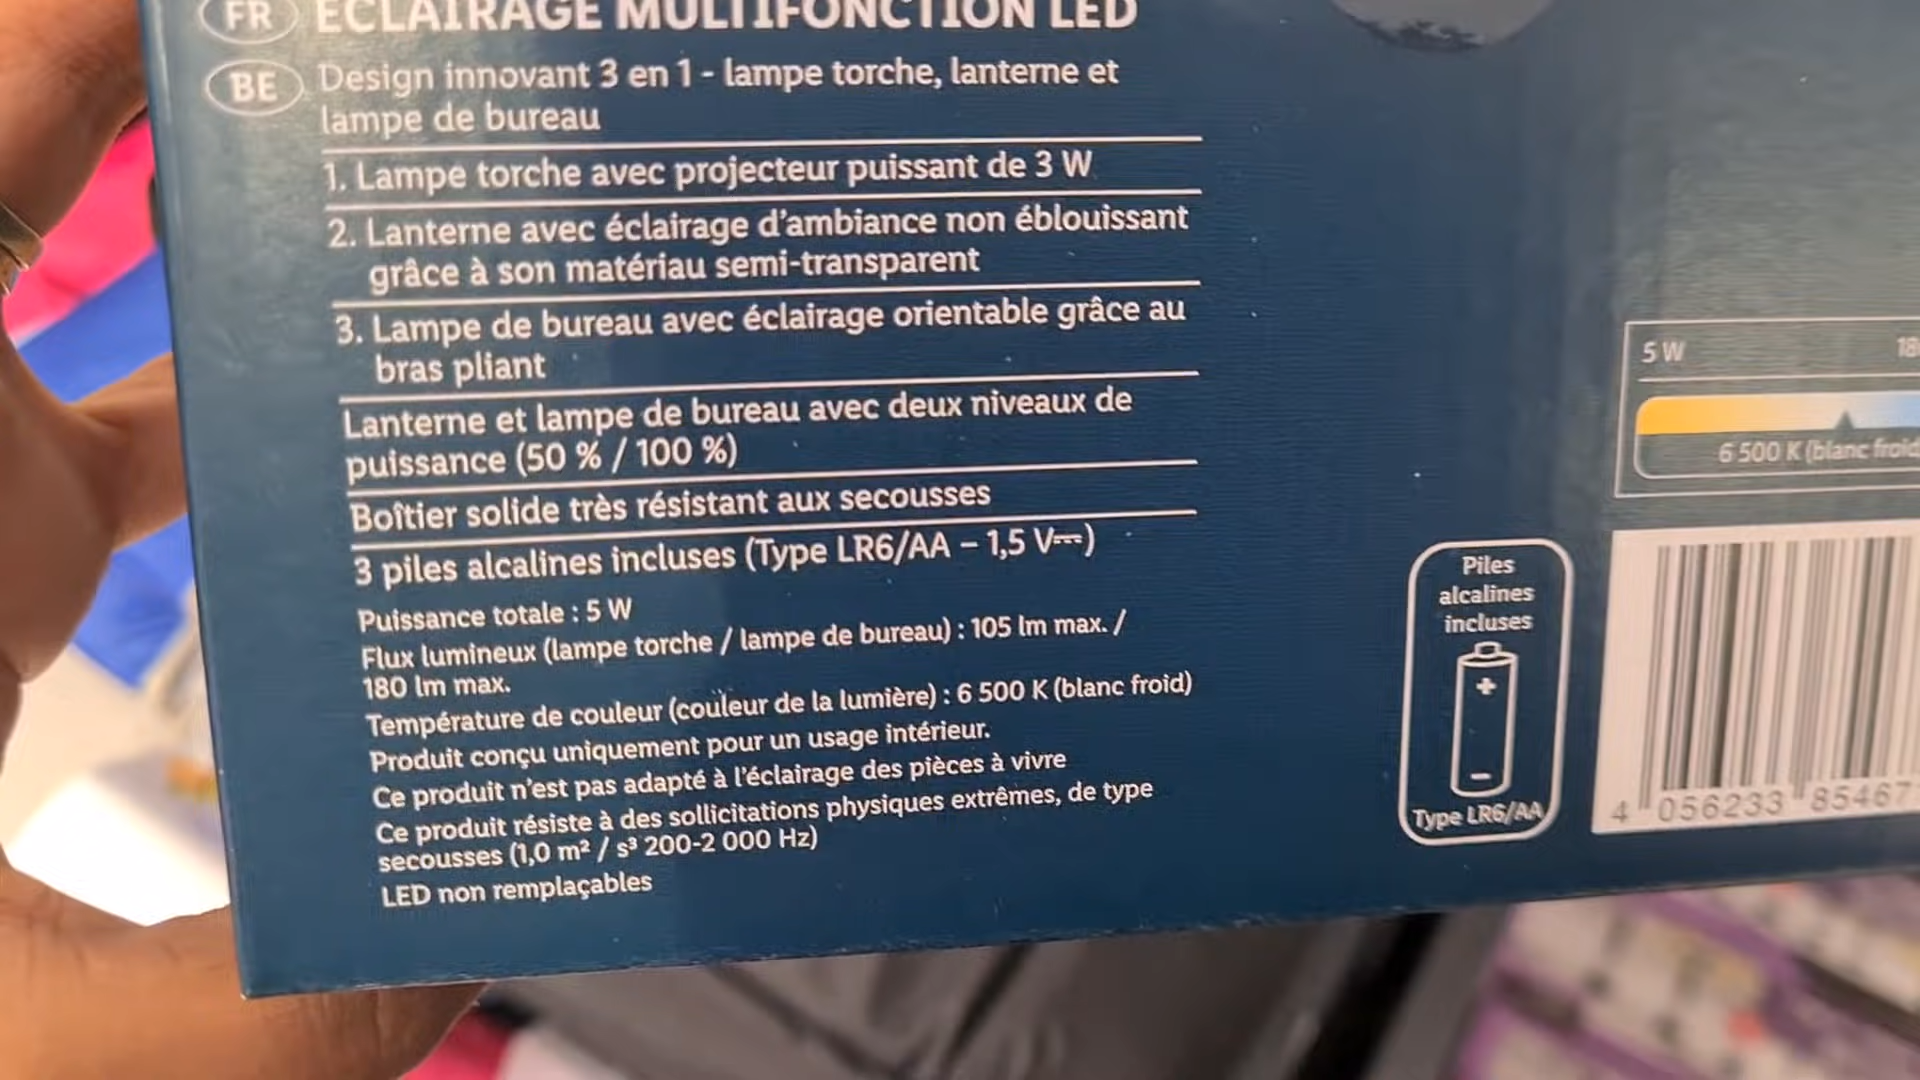 FR ÉCLAIRAGE MULTIFONCTION LED
BE Design innovant 3 en 1 - lampe torche, lanterne et
lampe de bureau
1. Lampe torche avec projecteur puissant de 3 W
2. Lanterne avec éclairage d'ambiance non éblouissant
grâce à son matériau semi-transparent
3. Lampe de bureau avec éclairage orientable grâce au
bras pliant
Lanterne et lampe de bureau avec deux niveaux de
puissance (50 % / 100 %)
Boîtier solide très résistant aux secousses
3 piles alcalines incluses (Type LR6/AA – 1,5 V⎓)
Puissance totale : 5 W
Flux lumineux (lampe torche / lampe de bureau) : 105 lm max. /
180 lm max.
Température de couleur (couleur de la lumière) : 6 500 K (blanc froid)
Produit conçu uniquement pour un usage intérieur.
Ce produit n'est pas adapté à l'éclairage des pièces à vivre
Ce produit résiste à des sollicitations physiques extrêmes, de type
secousses (1,0 m² / s³ 200-2 000 Hz)
LED non remplaçables
5 W
6 500 K (blanc froid
Piles
alcalines
incluses
+
-
Type LR6/AA
4 056233 85467